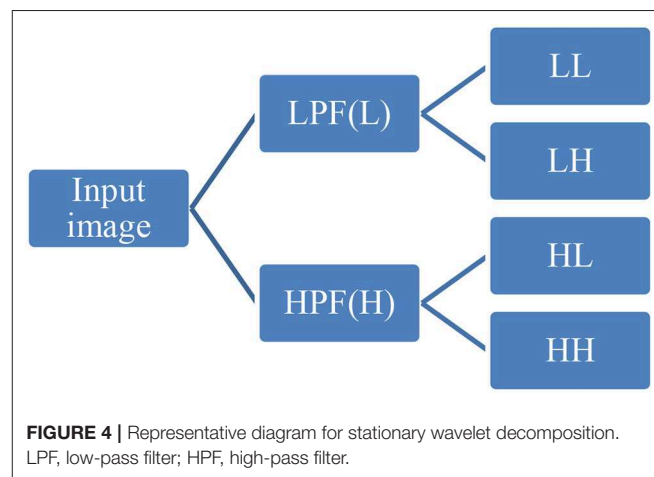 Input
image
LPF(L)
HPF(H)
LL
LH
HL
HH
FIGURE 4 | Representative diagram for stationary wavelet decomposition.
LPF, low-pass filter; HPF, high-pass filter.